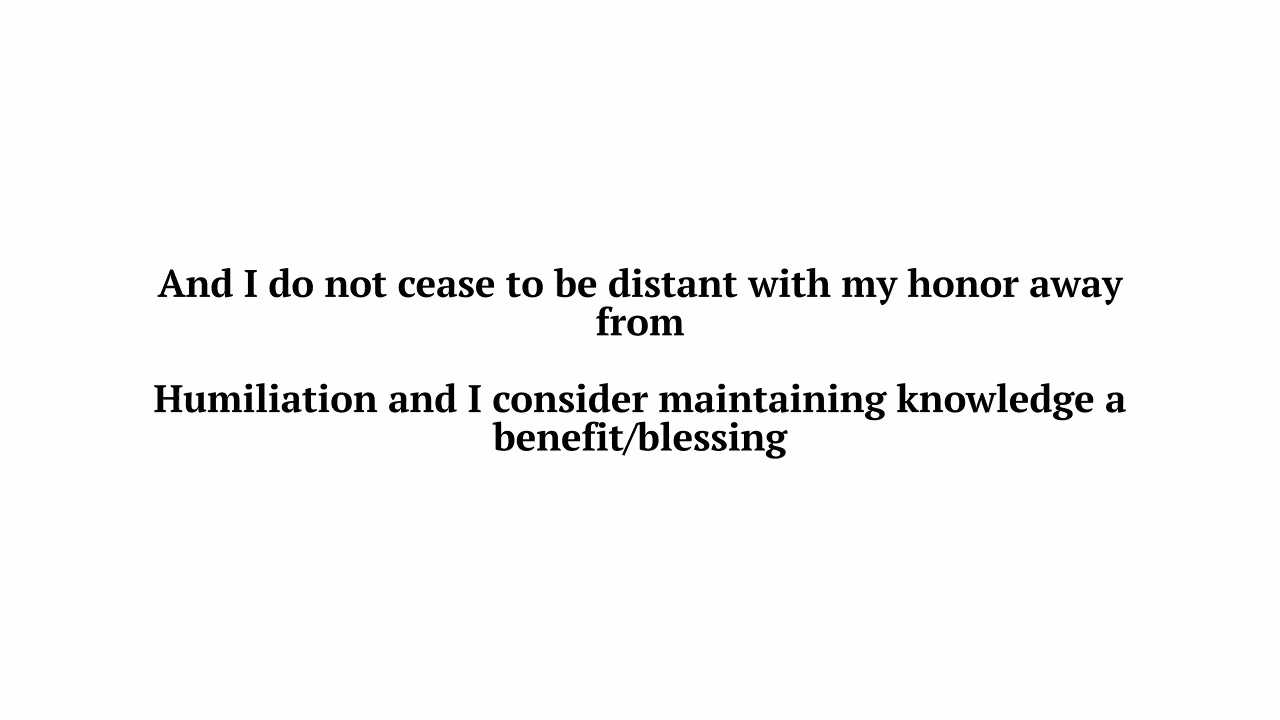 And I do not cease to be distant with my honor away
from
Humiliation and I consider maintaining knowledge a
benefit/blessing